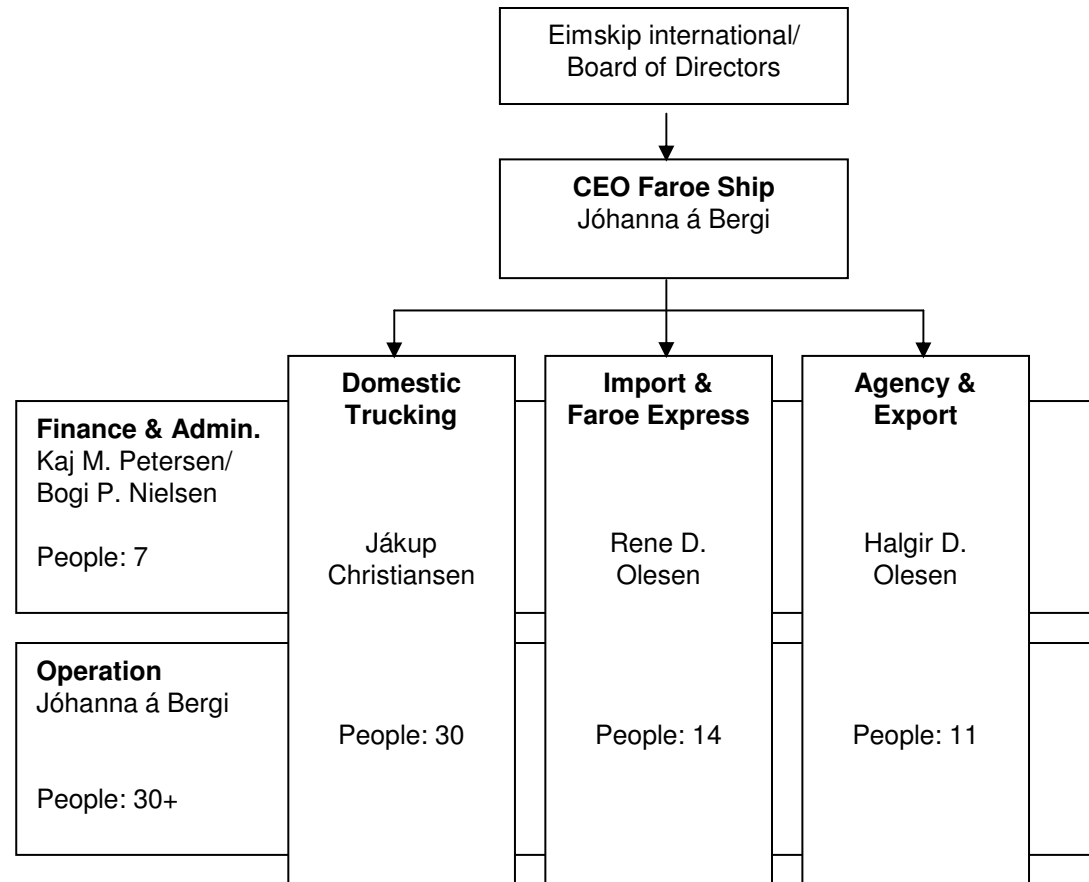 Eimskip international/
Board of Directors
CEO Faroe Ship
Jóhanna á Bergi
Domestic
Trucking
Import &
Faroe Express
Agency &
Export
Finance & Admin.
Kaj M. Petersen/
Bogi P. Nielsen
People: 7
Jákup
Christiansen
Rene D.
Olesen
Halgir D.
Olesen
Operation
Jóhanna á Bergi
People: 30+
People: 30
People: 14
People: 11